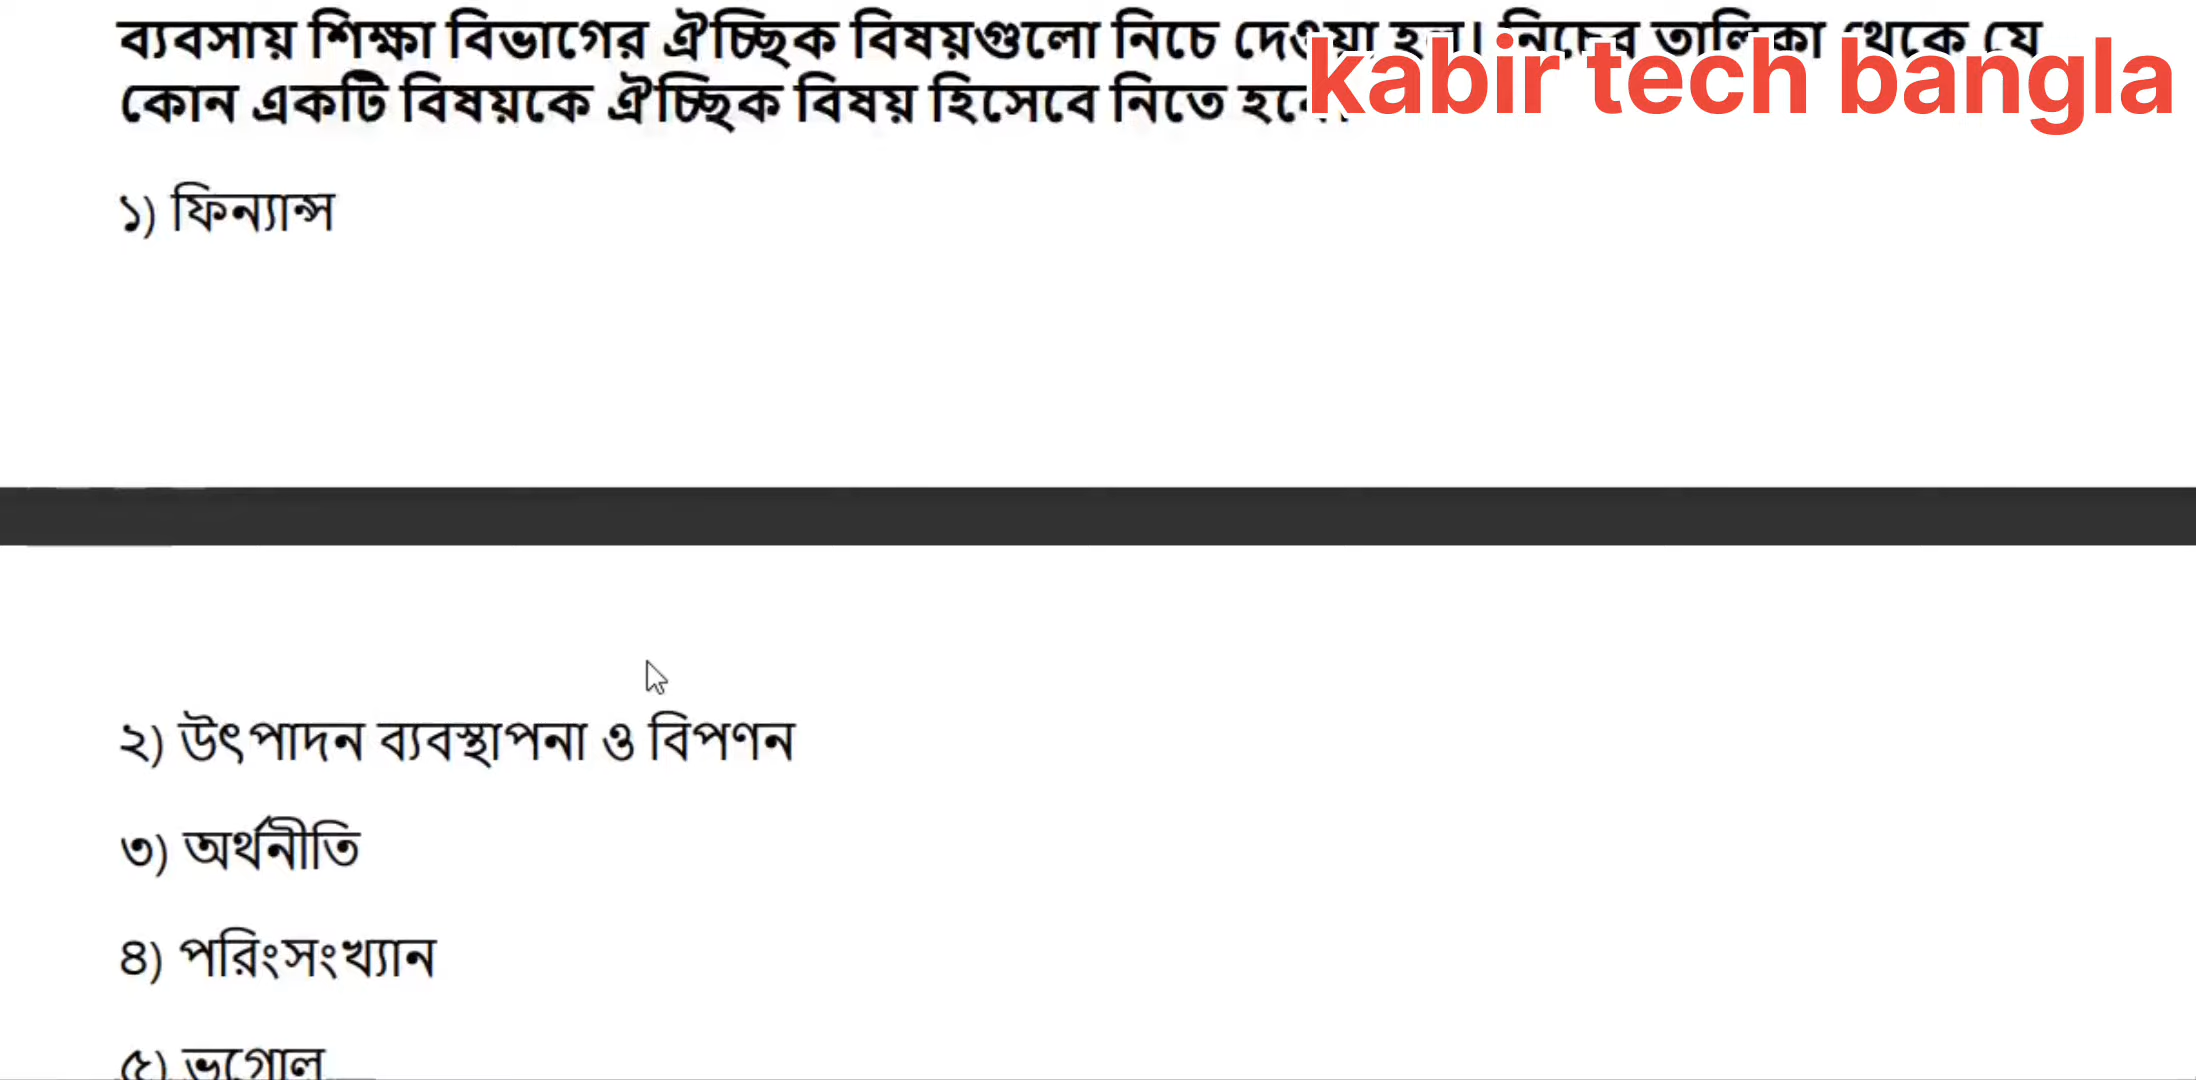 ব্যবসায় শিক্ষা বিভাগের ঐচ্ছিক বিষয়গুলো নিচে দেওয়া হল। নিচের তালিকা থেকে যে
kabir tech bangla
কোন একটি বিষয়কে ঐচ্ছিক বিষয় হিসেবে নিতে হবে।
১) ফিন্যান্স
২) উৎপাদন ব্যবস্থাপনা ও বিপণন
৩) অর্থনীতি
৪) পরিংসংখ্যান
৫) ভূগোল